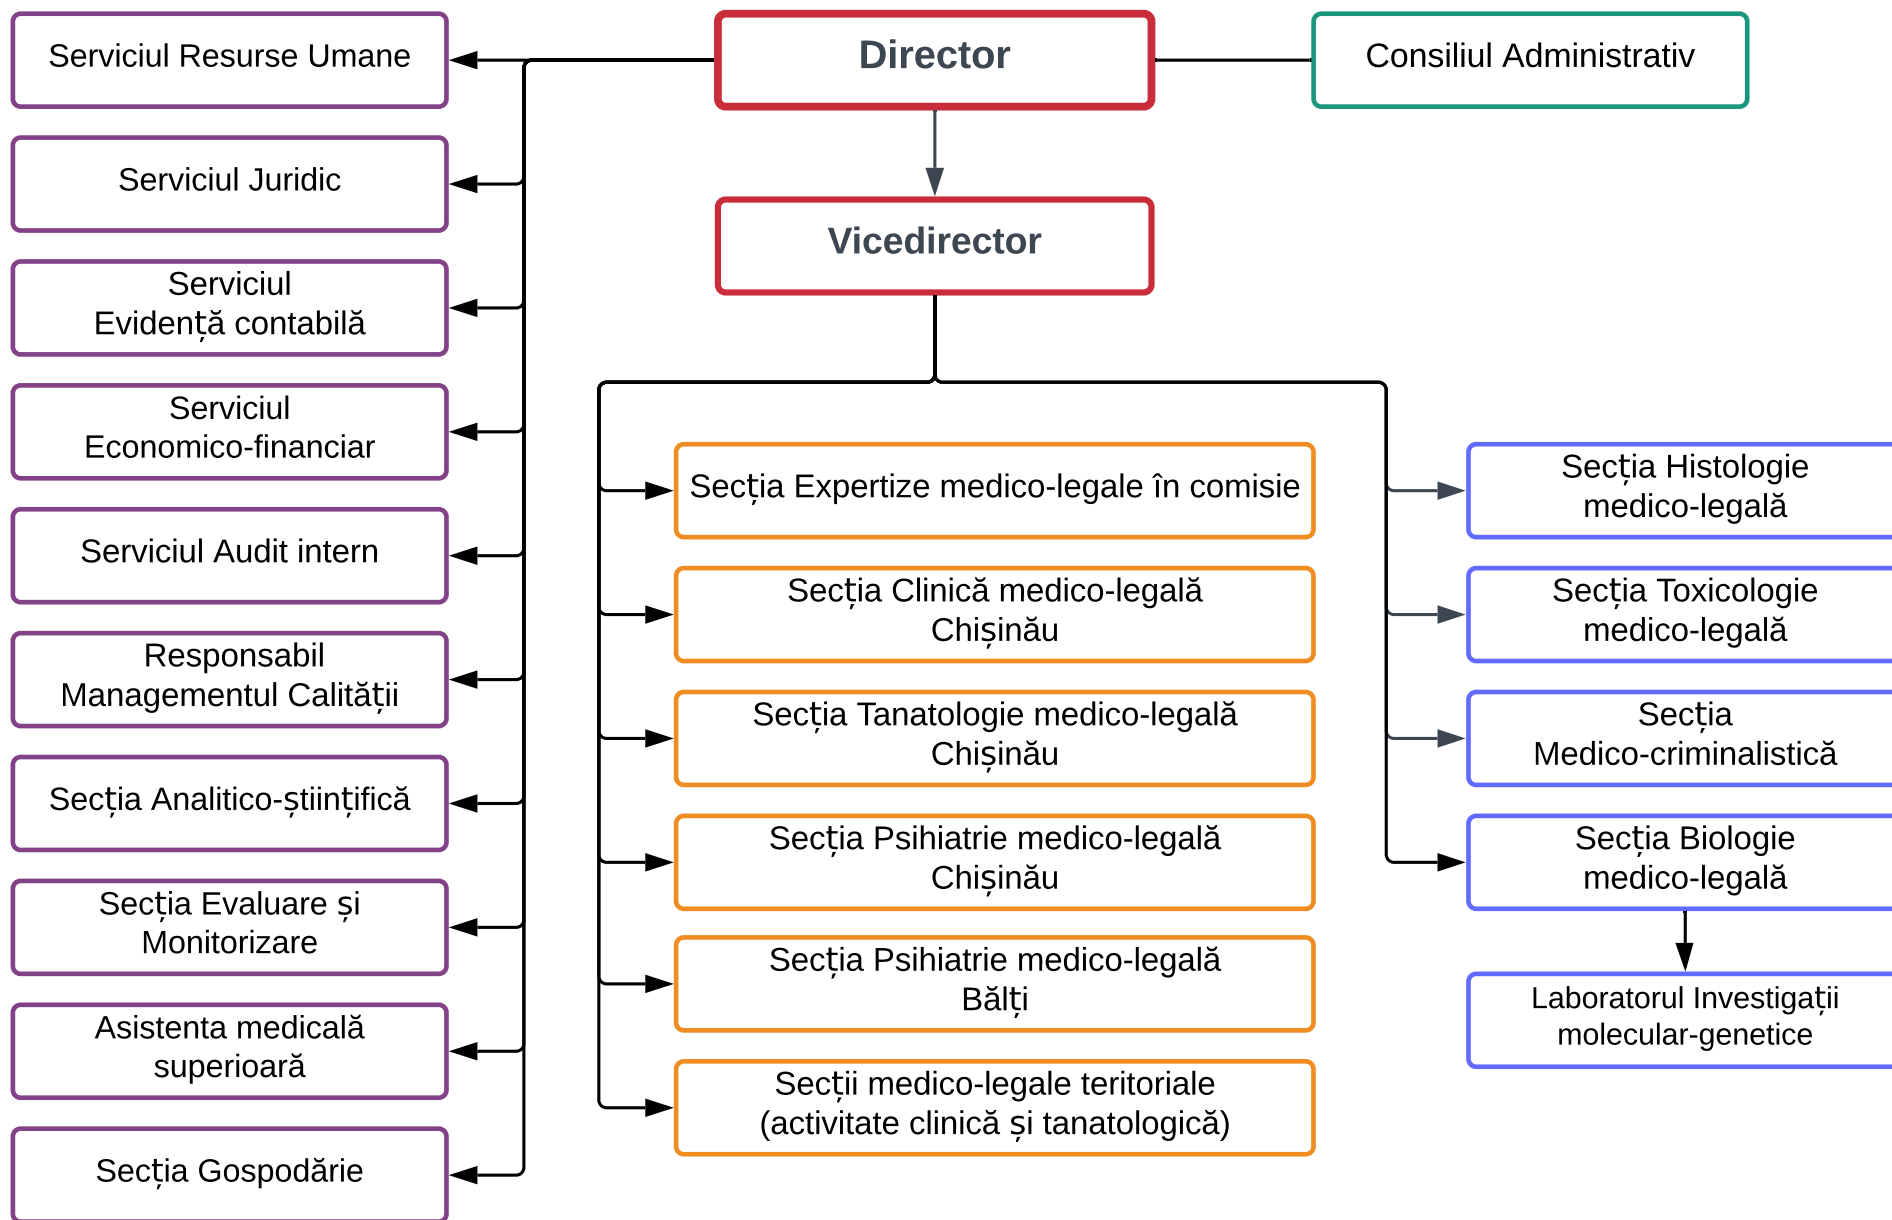 Director
Consiliul Administrativ
Vicedirector
Serviciul Resurse Umane
Serviciul Juridic
Serviciul
Evidență contabilă
Serviciul
Economico-financiar
Serviciul Audit intern
Responsabil
Managementul Calității
Secția Analitico-științifică
Secția Evaluare și
Monitorizare
Asistenta medicală
superioară
Secția Gospodărie
Secția Expertize medico-legale în comisie
Secția Clinică medico-legală
Chișinău
Secția Tanatologie medico-legală
Chișinău
Secția Psihiatrie medico-legală
Chișinău
Secția Psihiatrie medico-legală
Bălți
Secții medico-legale teritoriale
(activitate clinică și tanatologică)
Secția Histologie
medico-legală
Secția Toxicologie
medico-legală
Secția
Medico-criminalistică
Secția Biologie
medico-legală
Laboratorul Investigații
molecular-genetice